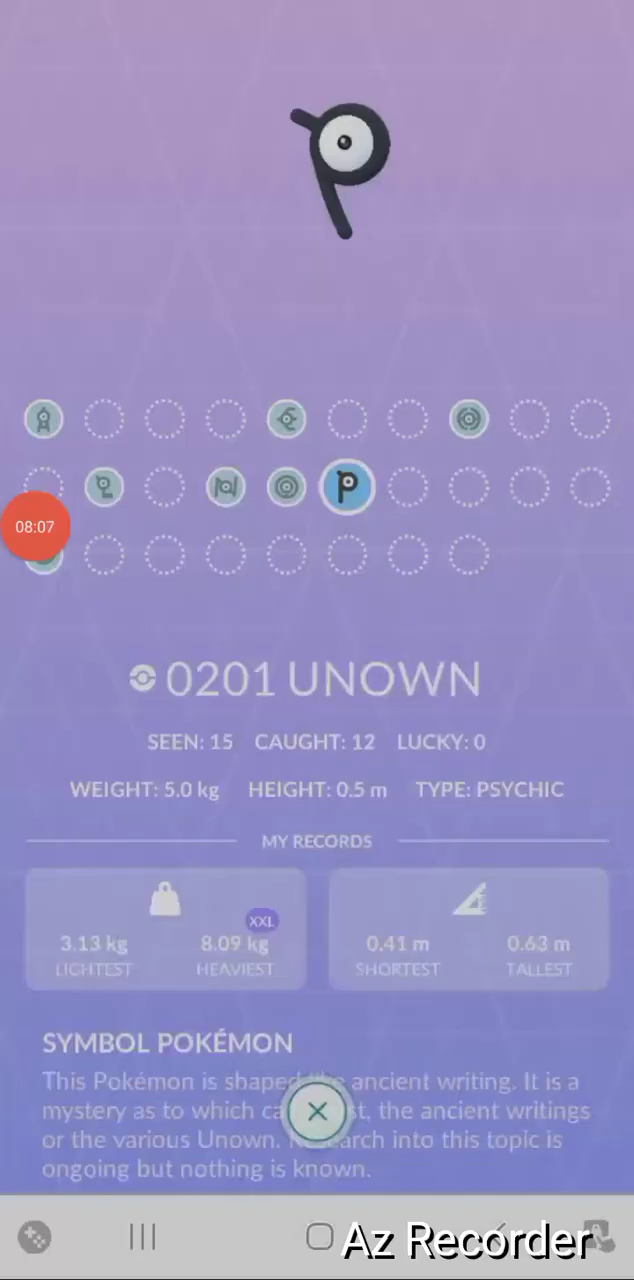 08:07
0201 UNOWN
SEEN: 15 CAUGHT: 12 LUCKY: 0
WEIGHT: 5.0 kg HEIGHT: 0.5 m TYPE: PSYCHIC
MY RECORDS
XXL
3.13 kg 8.09 kg 0.41 m 0.63 m
LIGHTEST HEAVIEST SHORTEST TALLEST
SYMBOL POKÉMON
This Pokémon is shaped ancient writing. It is a
mystery as to which the ancient writings
or the various Unown. into this topic is
ongoing but nothing is known.
Az Recorder